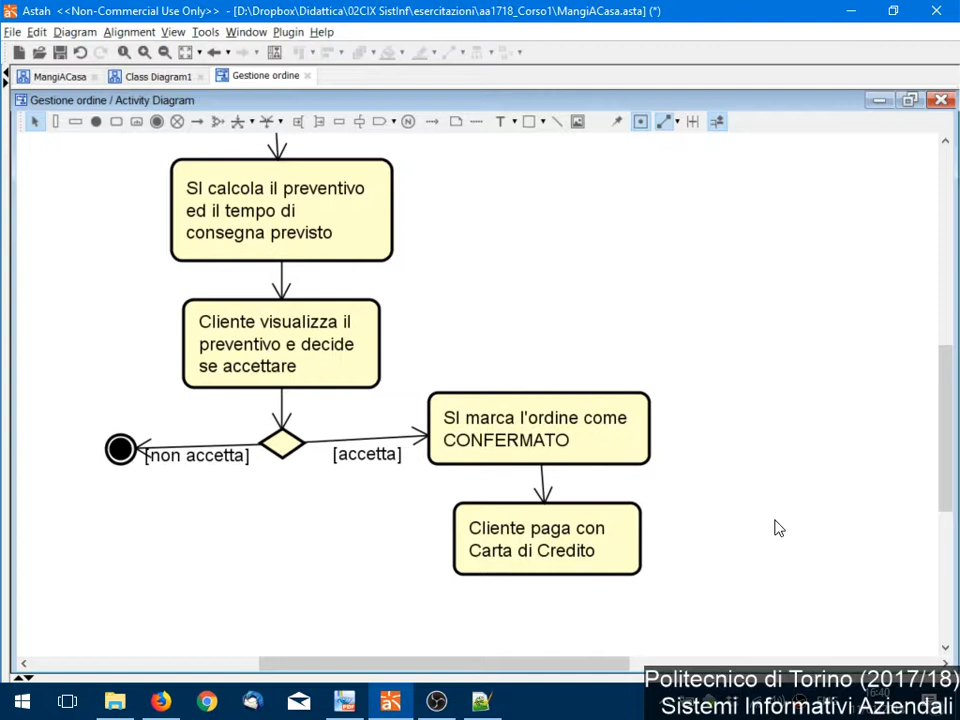 Astah <<Non-Commercial Use Only>> - [D:\Dropbox\Didattica\02CIX SistInf\esercitazioni\aa1718_Corso1\MangiACasa.asta] (*)
File Edit Diagram Alignment View Tools Window Plugin Help
MangiACasa Class Diagram1 Gestione ordine
Gestione ordine / Activity Diagram
SI calcola il preventivo
ed il tempo di
consegna previsto
Cliente visualizza il
preventivo e decide
se accettare
SI marca l'ordine come
CONFERMATO
[non accetta]
[accetta]
Cliente paga con
Carta di Credito
Politecnico di Torino (2017/18)
16:40
Sistemi Informativi Aziendali